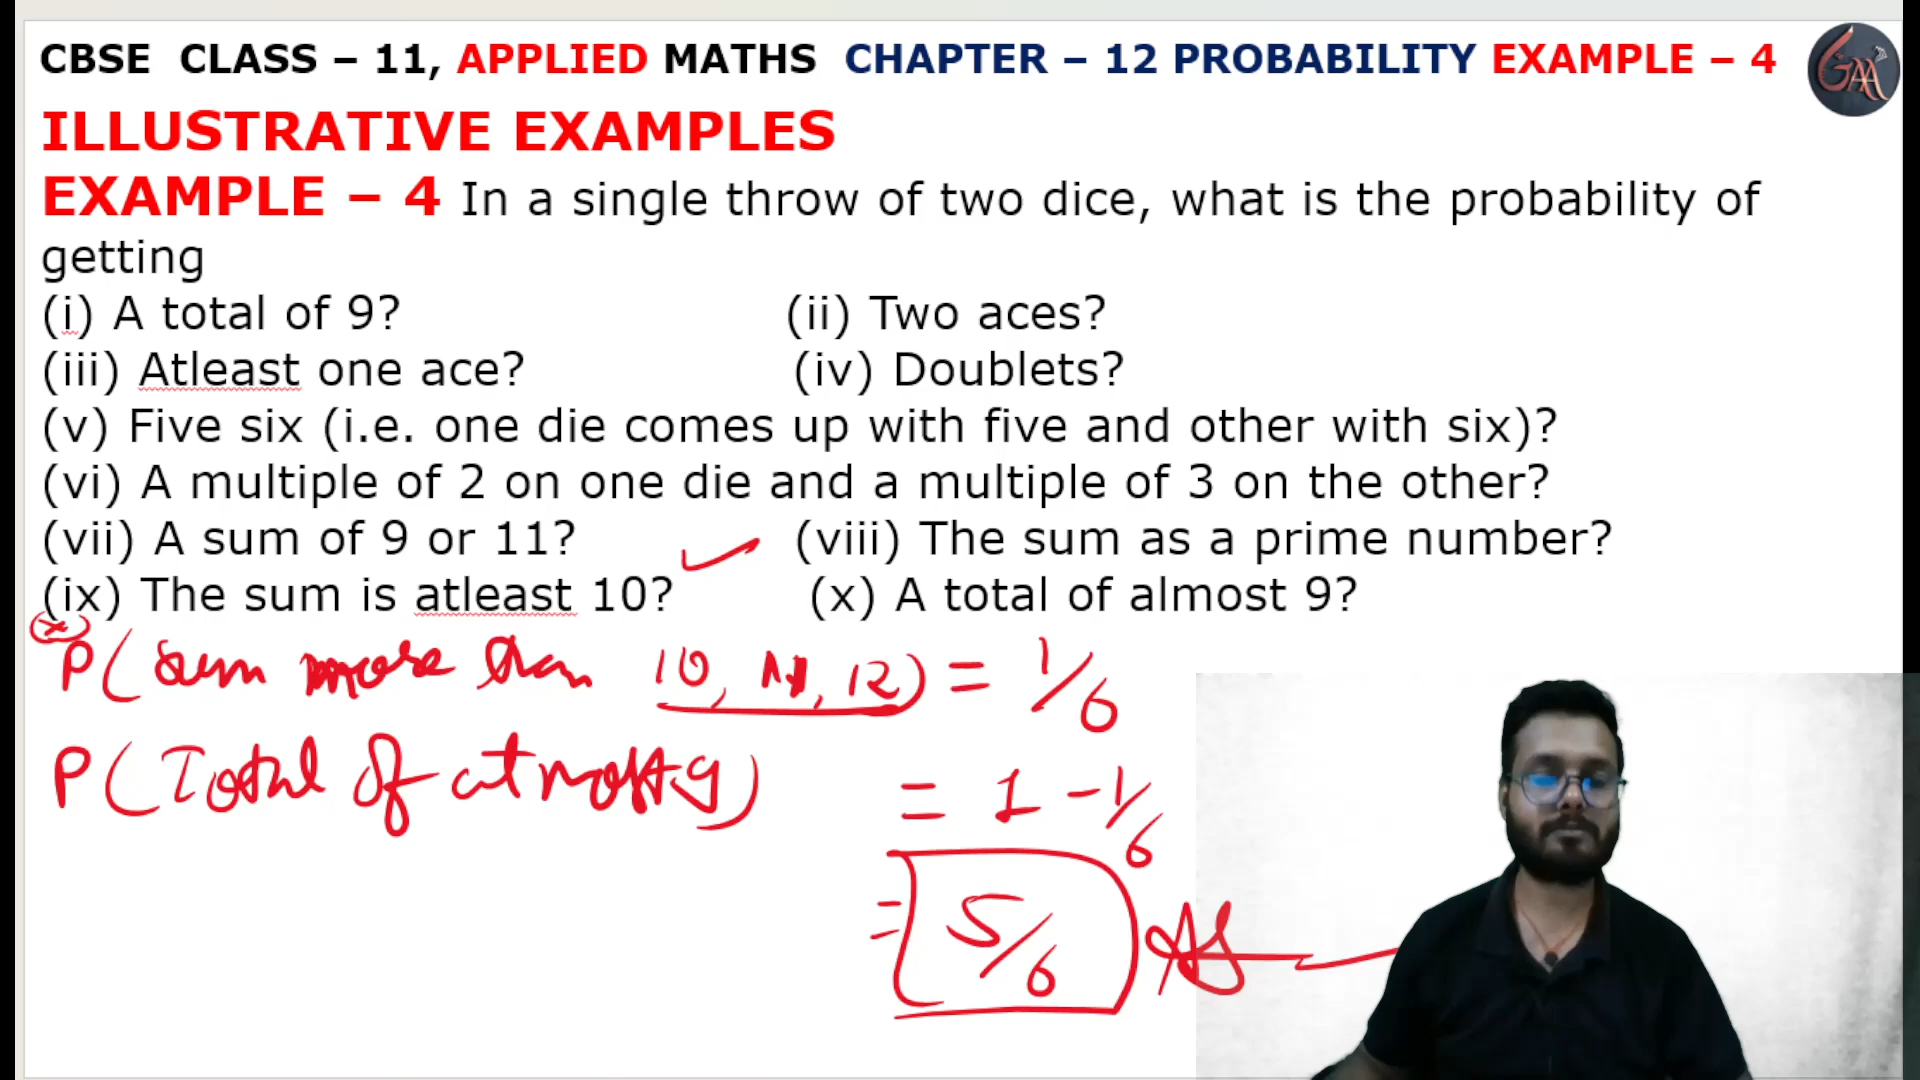 CBSE CLASS – 11, APPLIED MATHS CHAPTER – 12 PROBABILITY EXAMPLE – 4
GAA
ILLUSTRATIVE EXAMPLES
EXAMPLE – 4 In a single throw of two dice, what is the probability of
getting
(i) A total of 9? (ii) Two aces?
(iii) Atleast one ace? (iv) Doublets?
(v) Five six (i.e. one die comes up with five and other with six)?
(vi) A multiple of 2 on one die and a multiple of 3 on the other?
(vii) A sum of 9 or 11? (viii) The sum as a prime number?
(ix) The sum is atleast 10? (x) A total of almost 9?
(x)
P( sum more than 10, 11, 12) = 1/6
P(Total of atmost 9) = 1 - 1/6
= 5/6